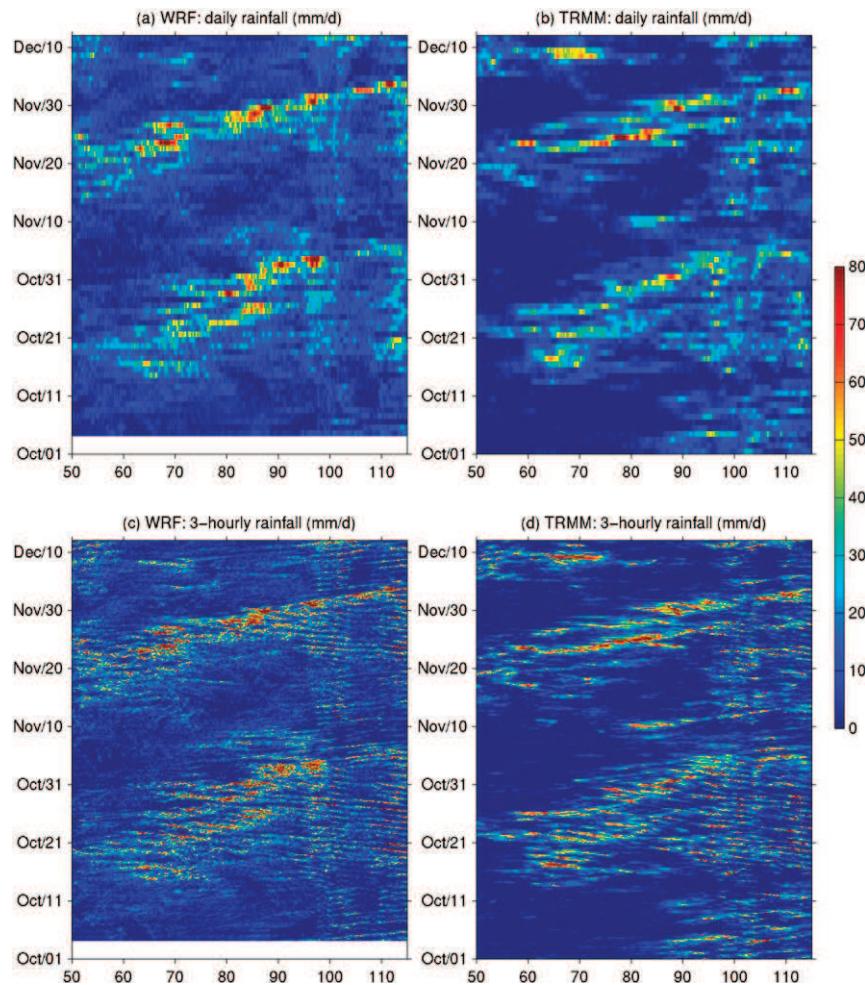 (a) WRF: daily rainfall (mm/d)
(b) TRMM: daily rainfall (mm/d)
Dec/10
Nov/30
Nov/20
Nov/10
Oct/31
Oct/21
Oct/11
Oct/01
50 60 70 80 90 100 110
Dec/10
Nov/30
Nov/20
Nov/10
Oct/31
Oct/21
Oct/11
Oct/01
50 60 70 80 90 100 110
80
70
60
50
40
30
20
10
0
(c) WRF: 3-hourly rainfall (mm/d)
(d) TRMM: 3-hourly rainfall (mm/d)
Dec/10
Nov/30
Nov/20
Nov/10
Oct/31
Oct/21
Oct/11
Oct/01
50 60 70 80 90 100 110
Dec/10
Nov/30
Nov/20
Nov/10
Oct/31
Oct/21
Oct/11
Oct/01
50 60 70 80 90 100 110